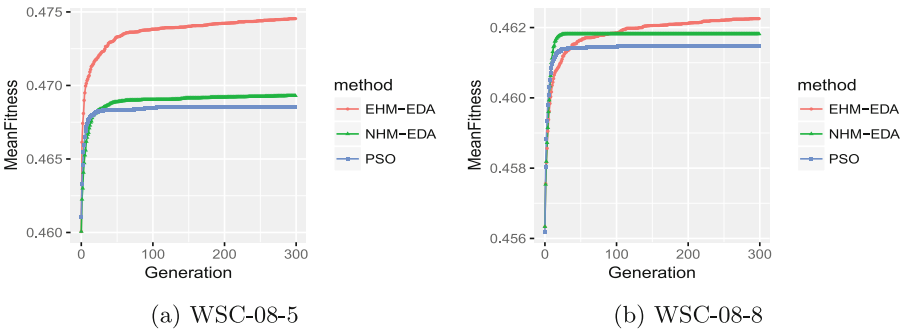 0.475
0.470
0.465
0.460
MeanFitness
0
100
200
300
Generation
method
EHM-EDA
NHM-EDA
PSO
(a) WSC-08-5
0.462
0.460
0.458
0.456
MeanFitness
0
100
200
300
Generation
method
EHM-EDA
NHM-EDA
PSO
(b) WSC-08-8